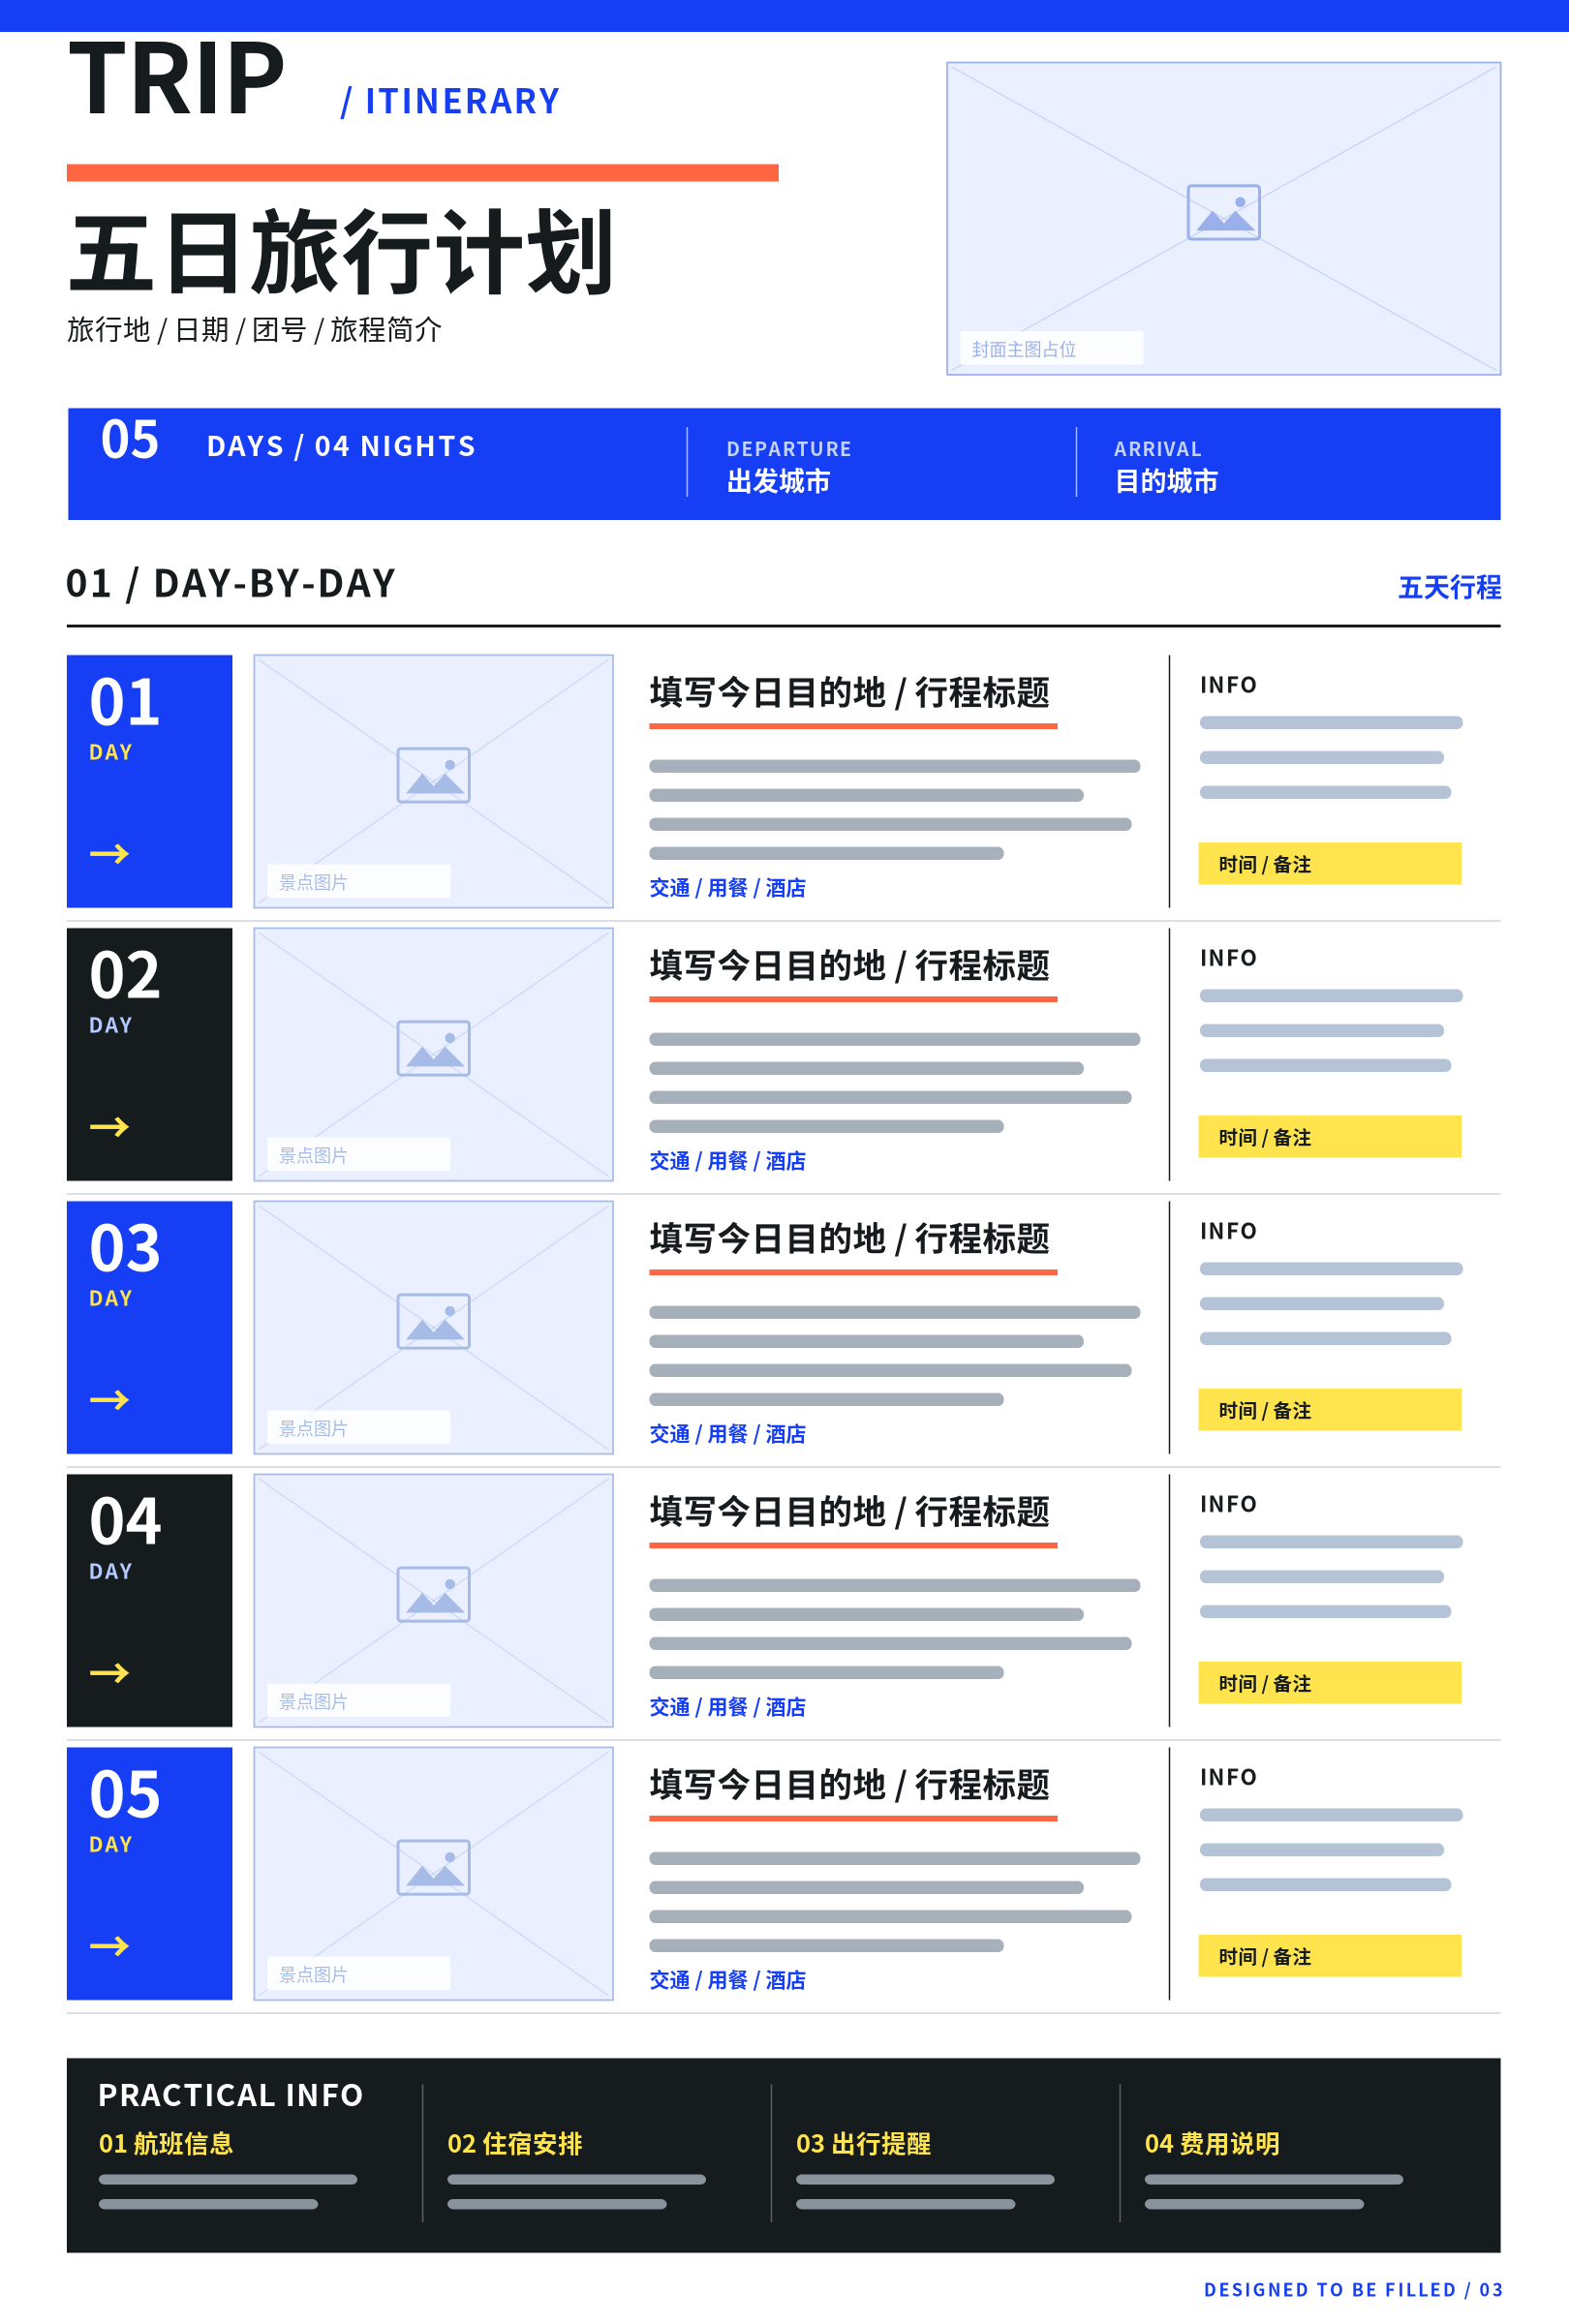 TRIP / ITINERARY
五日旅行计划
旅行地 / 日期 / 团号 / 旅程简介
封面主图占位
05 DAYS / 04 NIGHTS
DEPARTURE
出发城市
ARRIVAL
目的城市
01 / DAY-BY-DAY
五天行程
01
DAY
→
景点图片
填写今日目的地 / 行程标题
交通 / 用餐 / 酒店
INFO
时间 / 备注
02
DAY
→
景点图片
填写今日目的地 / 行程标题
交通 / 用餐 / 酒店
INFO
时间 / 备注
03
DAY
→
景点图片
填写今日目的地 / 行程标题
交通 / 用餐 / 酒店
INFO
时间 / 备注
04
DAY
→
景点图片
填写今日目的地 / 行程标题
交通 / 用餐 / 酒店
INFO
时间 / 备注
05
DAY
→
景点图片
填写今日目的地 / 行程标题
交通 / 用餐 / 酒店
INFO
时间 / 备注
PRACTICAL INFO
01 航班信息
02 住宿安排
03 出行提醒
04 费用说明
DESIGNED TO BE FILLED / 03